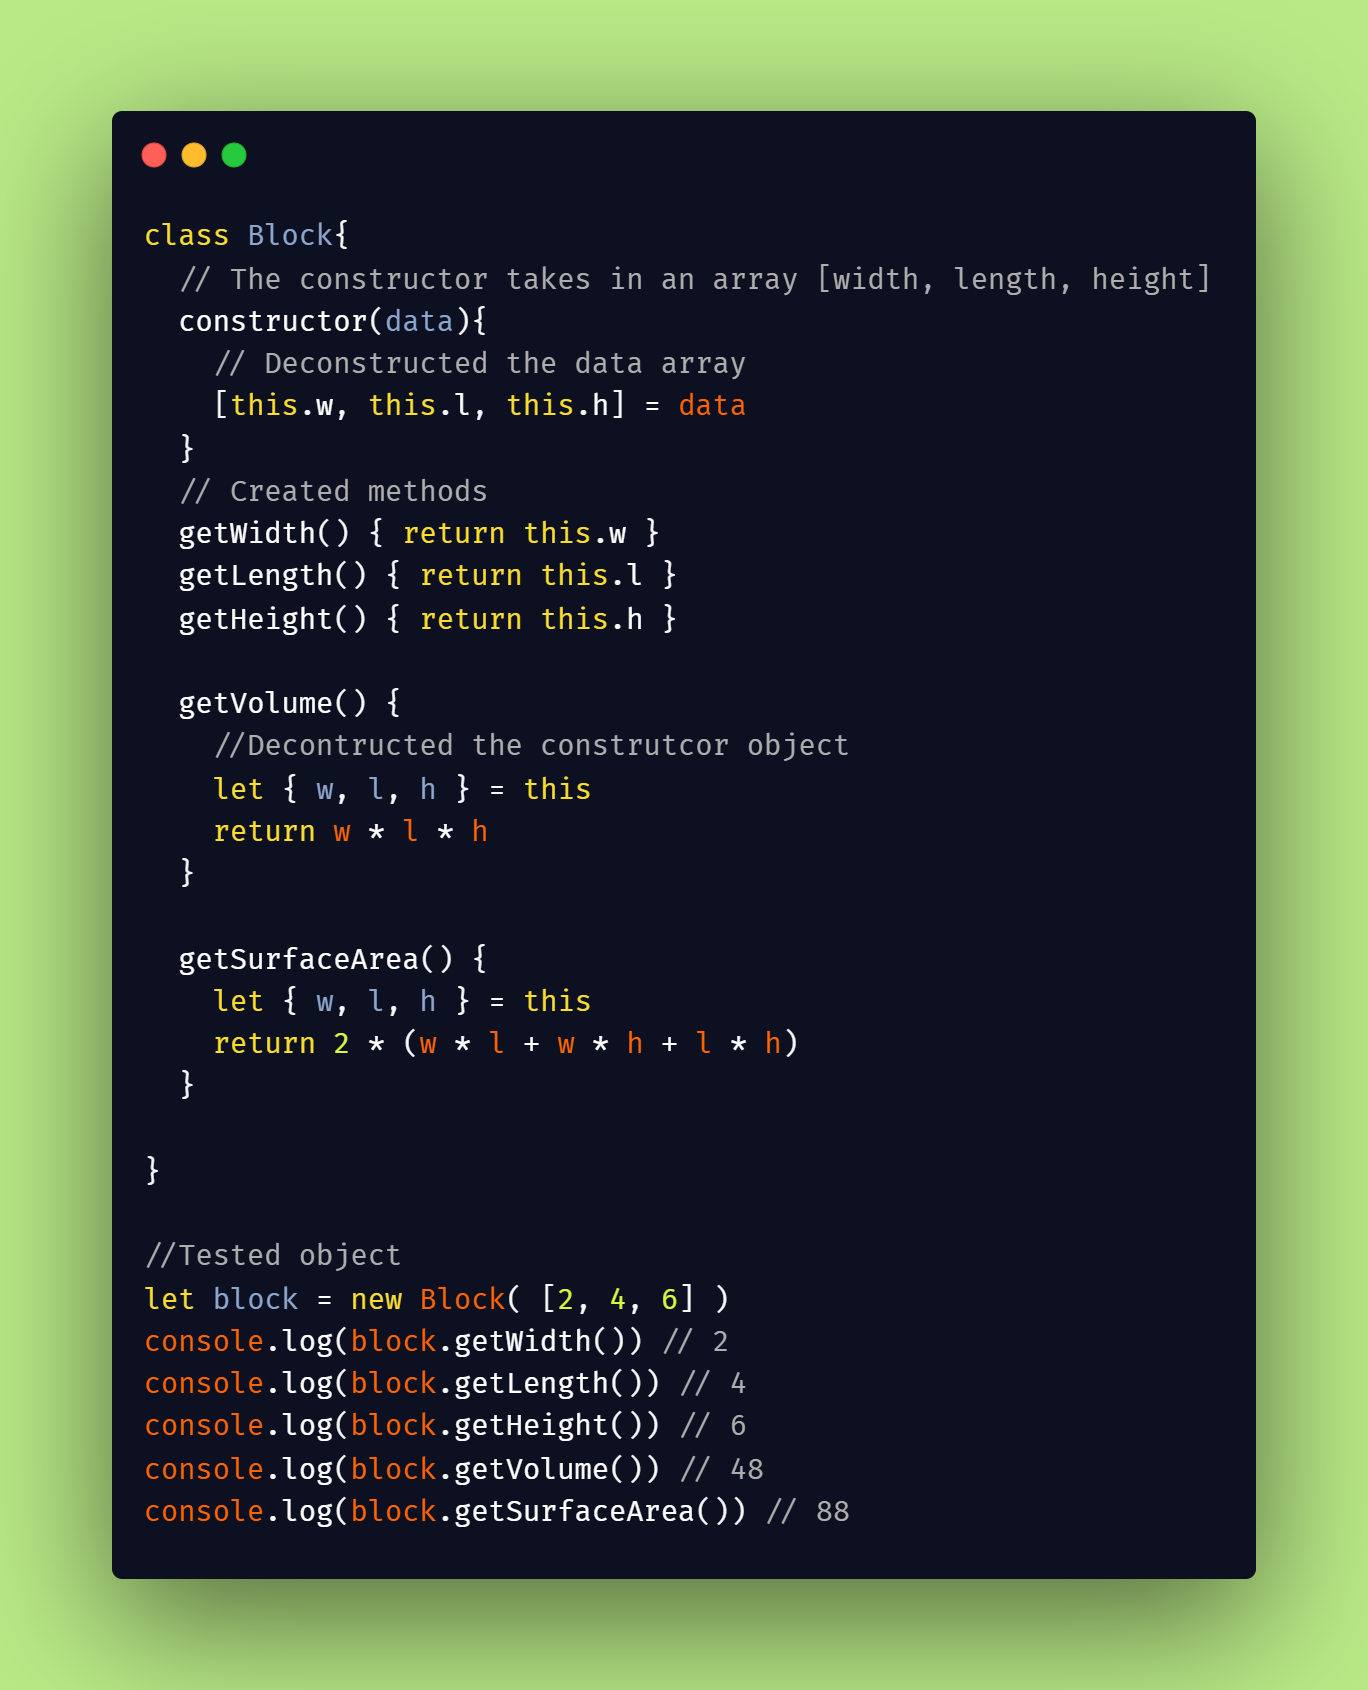 class Block{
  // The constructor takes in an array [width, length, height]
  constructor(data){
    // Deconstructed the data array
    [this.w, this.l, this.h] = data
  }
  // Created methods
  getWidth() { return this.w }
  getLength() { return this.l }
  getHeight() { return this.h }

  getVolume() {
    //Decontructed the construtcor object
    let { w, l, h } = this
    return w * l * h
  }

  getSurfaceArea() {
    let { w, l, h } = this
    return 2 * (w * l + w * h + l * h)
  }

}

//Tested object
let block = new Block( [2, 4, 6] )
console.log(block.getWidth()) // 2
console.log(block.getLength()) // 4
console.log(block.getHeight()) // 6
console.log(block.getVolume()) // 48
console.log(block.getSurfaceArea()) // 88